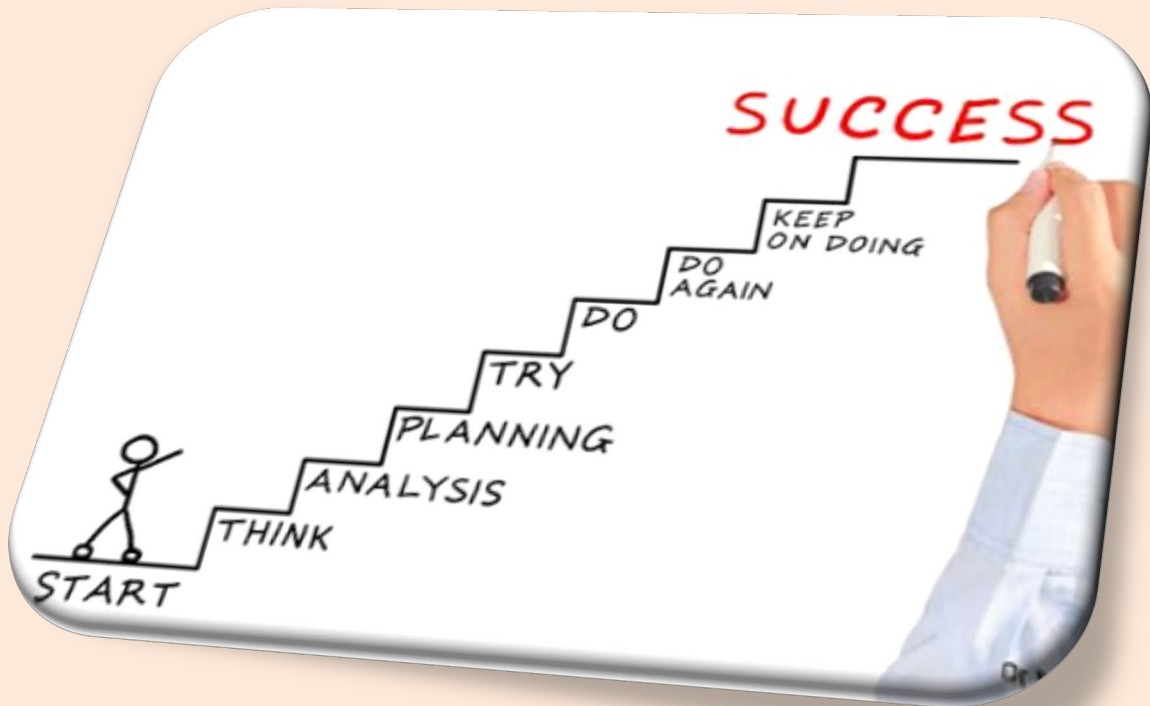 SUCCESS
KEEP
ON DOING
DO
AGAIN
DO
TRY
PLANNING
ANALYSIS
THINK
START